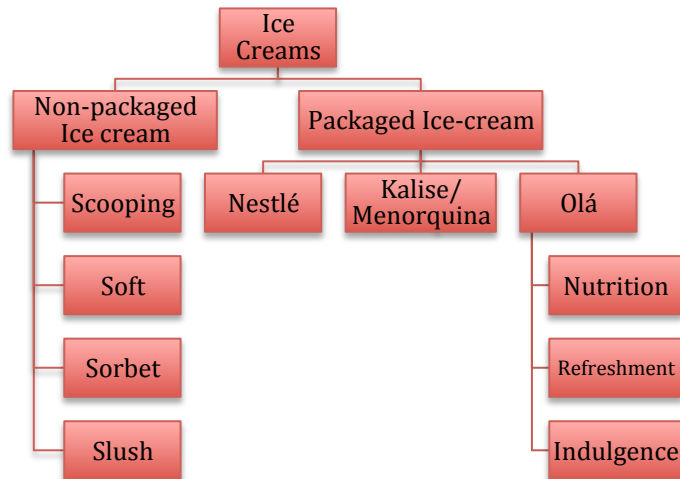 Ice
Creams
Non-packaged
Ice cream
Packaged Ice-cream
Scooping
Soft
Sorbet
Slush
Nestlé
Kalise/
Menorquina
Olá
Nutrition
Refreshment
Indulgence